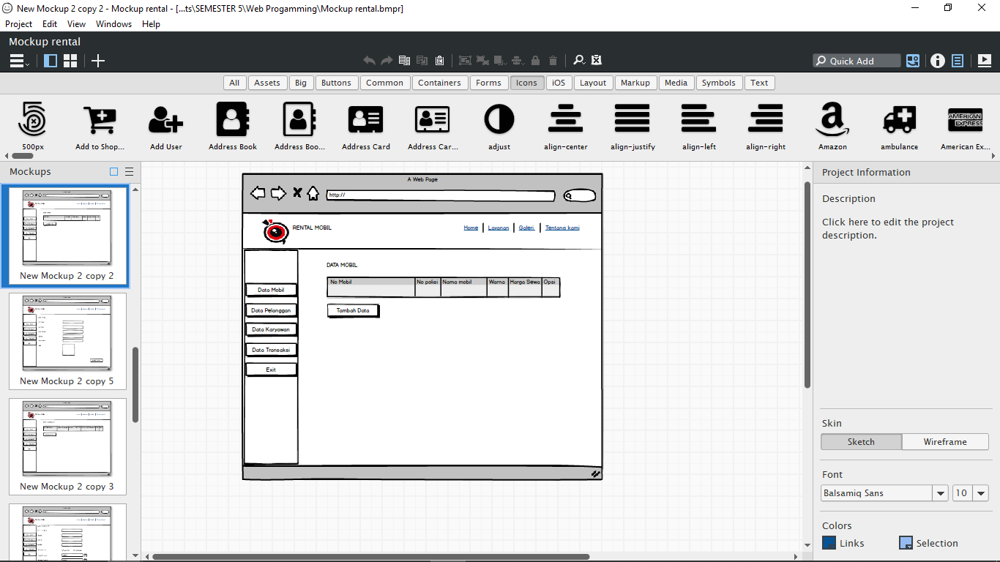 New Mockup 2 copy 2 - Mockup rental - [...ts\SEMESTER 5\Web Progamming\Mockup rental.bmpr]
Project Edit View Windows Help
Mockup rental
Quick Add
All Assets Big Buttons Common Containers Forms Icons iOS Layout Markup Media Symbols Text
AMERICAN
EXPRESS
500px Add to Shop... Add User Address Book Address Boo... Address Card Address Car... adjust align-center align-justify align-left align-right Amazon ambulance American Ex...
Mockups
New Mockup 2 copy 2
New Mockup 2 copy 5
New Mockup 2 copy 3
A Web Page
http://
RENTAL MOBIL
Home Layanan Galeri Tentang kami
DATA MOBIL
No Mobil No polisi Nama mobil Warna Harga Sewa Opsi
Tambah Data
Data Mobil
Data Pelanggan
Data Karyawan
Data Transaksi
Exit
Project Information
Description
Click here to edit the project
description.
Skin
Sketch Wireframe
Font
Balsamiq Sans 10
Colors
Links Selection